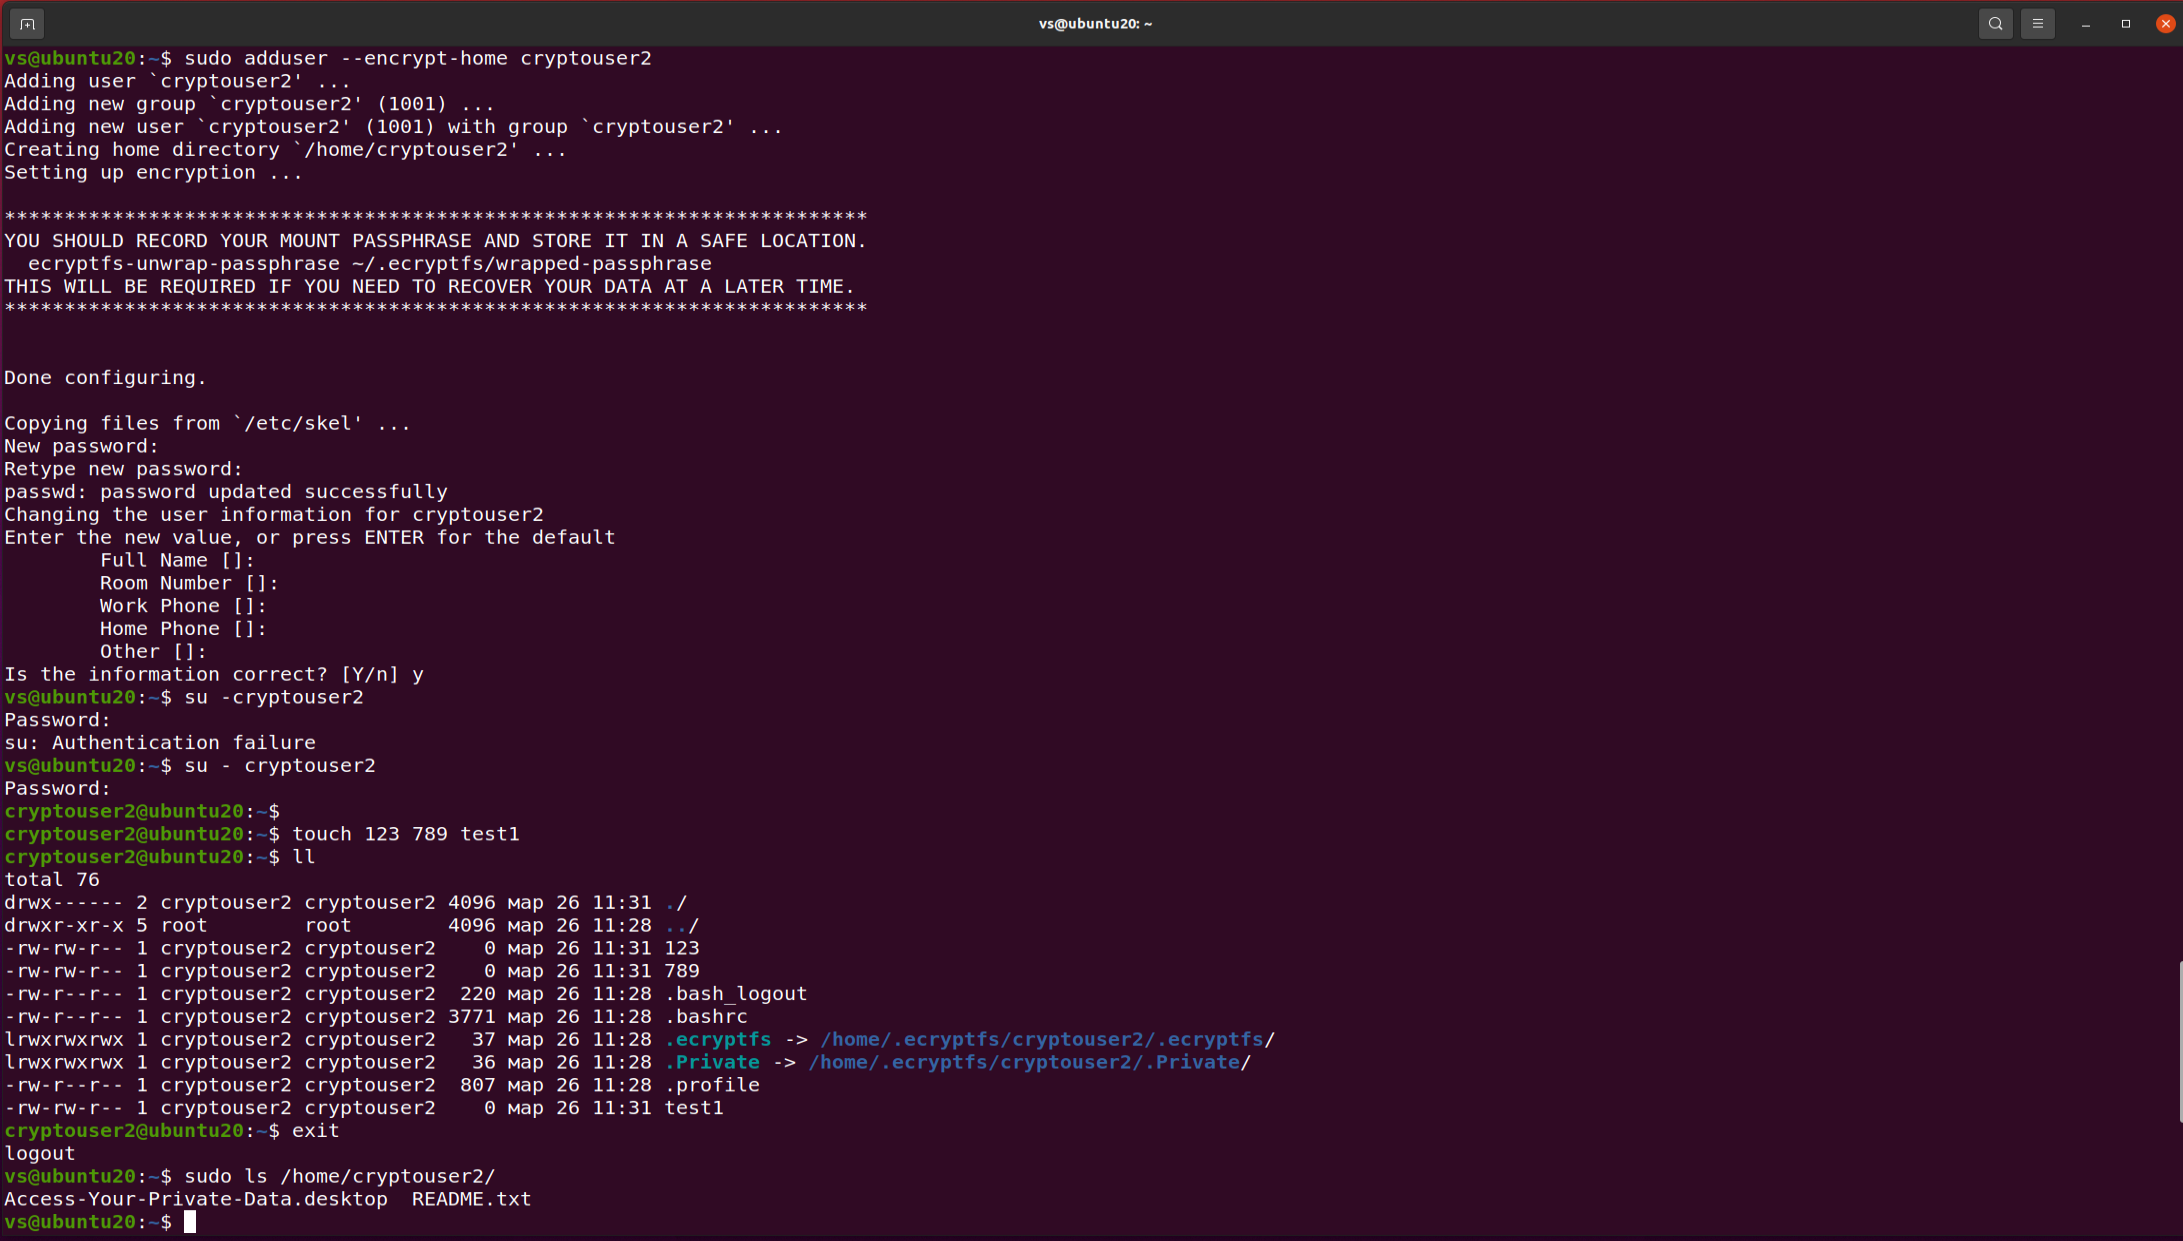 vs@ubuntu20: ~
vs@ubuntu20:~$ sudo adduser --encrypt-home cryptouser2
Adding user `cryptouser2' ...
Adding new group `cryptouser2' (1001) ...
Adding new user `cryptouser2' (1001) with group `cryptouser2' ...
Creating home directory `/home/cryptouser2' ...
Setting up encryption ...
************************************************************************
YOU SHOULD RECORD YOUR MOUNT PASSPHRASE AND STORE IT IN A SAFE LOCATION.
  ecryptfs-unwrap-passphrase ~/.ecryptfs/wrapped-passphrase
THIS WILL BE REQUIRED IF YOU NEED TO RECOVER YOUR DATA AT A LATER TIME.
************************************************************************
Done configuring.
Copying files from `/etc/skel' ...
New password:
Retype new password:
passwd: password updated successfully
Changing the user information for cryptouser2
Enter the new value, or press ENTER for the default
        Full Name []:
        Room Number []:
        Work Phone []:
        Home Phone []:
        Other []:
Is the information correct? [Y/n] y
vs@ubuntu20:~$ su -cryptouser2
Password:
su: Authentication failure
vs@ubuntu20:~$ su - cryptouser2
Password:
cryptouser2@ubuntu20:~$
cryptouser2@ubuntu20:~$ touch 123 789 test1
cryptouser2@ubuntu20:~$ ll
total 76
drwx------ 2 cryptouser2 cryptouser2 4096 мар 26 11:31 ./
drwxr-xr-x 5 root        root        4096 мар 26 11:28 ../
-rw-rw-r-- 1 cryptouser2 cryptouser2    0 мар 26 11:31 123
-rw-rw-r-- 1 cryptouser2 cryptouser2    0 мар 26 11:31 789
-rw-r--r-- 1 cryptouser2 cryptouser2  220 мар 26 11:28 .bash_logout
-rw-r--r-- 1 cryptouser2 cryptouser2 3771 мар 26 11:28 .bashrc
lrwxrwxrwx 1 cryptouser2 cryptouser2   37 мар 26 11:28 .ecryptfs -> /home/.ecryptfs/cryptouser2/.ecryptfs/
lrwxrwxrwx 1 cryptouser2 cryptouser2   36 мар 26 11:28 .Private -> /home/.ecryptfs/cryptouser2/.Private/
-rw-r--r-- 1 cryptouser2 cryptouser2  807 мар 26 11:28 .profile
-rw-rw-r-- 1 cryptouser2 cryptouser2    0 мар 26 11:31 test1
cryptouser2@ubuntu20:~$ exit
logout
vs@ubuntu20:~$ sudo ls /home/cryptouser2/
Access-Your-Private-Data.desktop  README.txt
vs@ubuntu20:~$